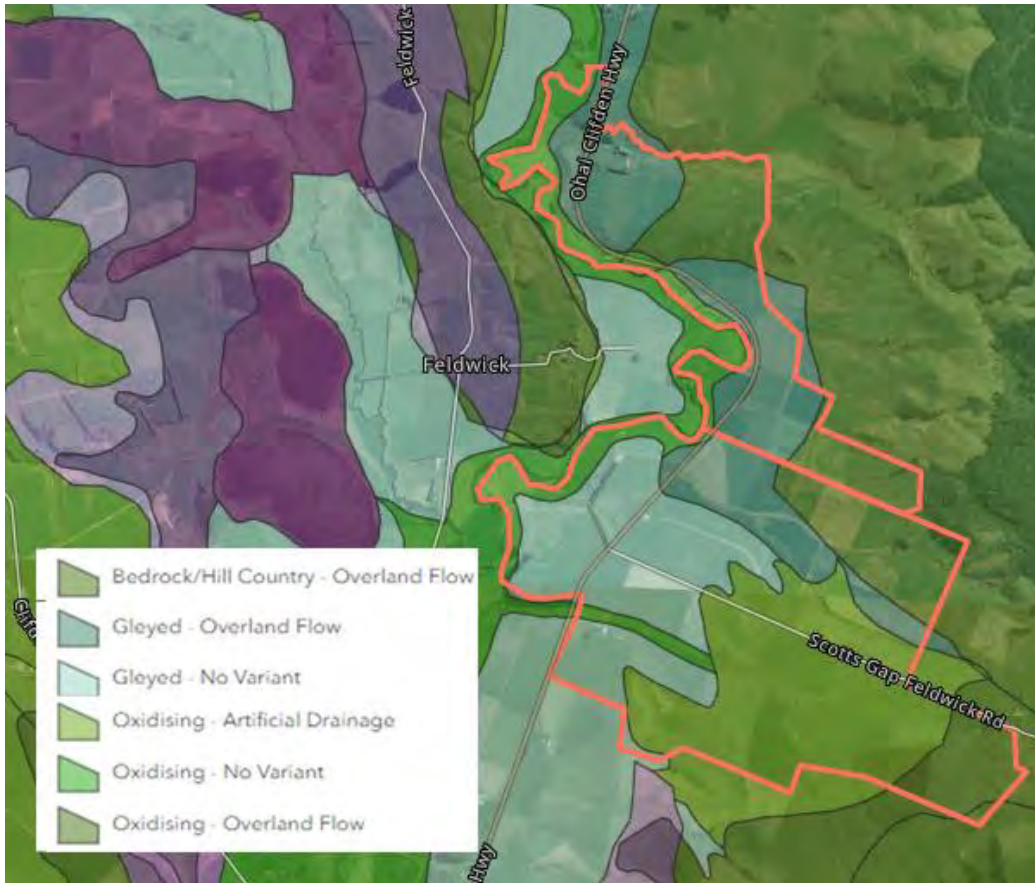 Feldwick
Ohai Clifden Hwy
Feldwick
Bedrock/Hill Country - Overland Flow
Gleyed - Overland Flow
Gleyed - No Variant
Oxidising - Artificial Drainage
Oxidising - No Variant
Oxidising - Overland Flow
Scotts Gap Feldwick Rd
Hwy